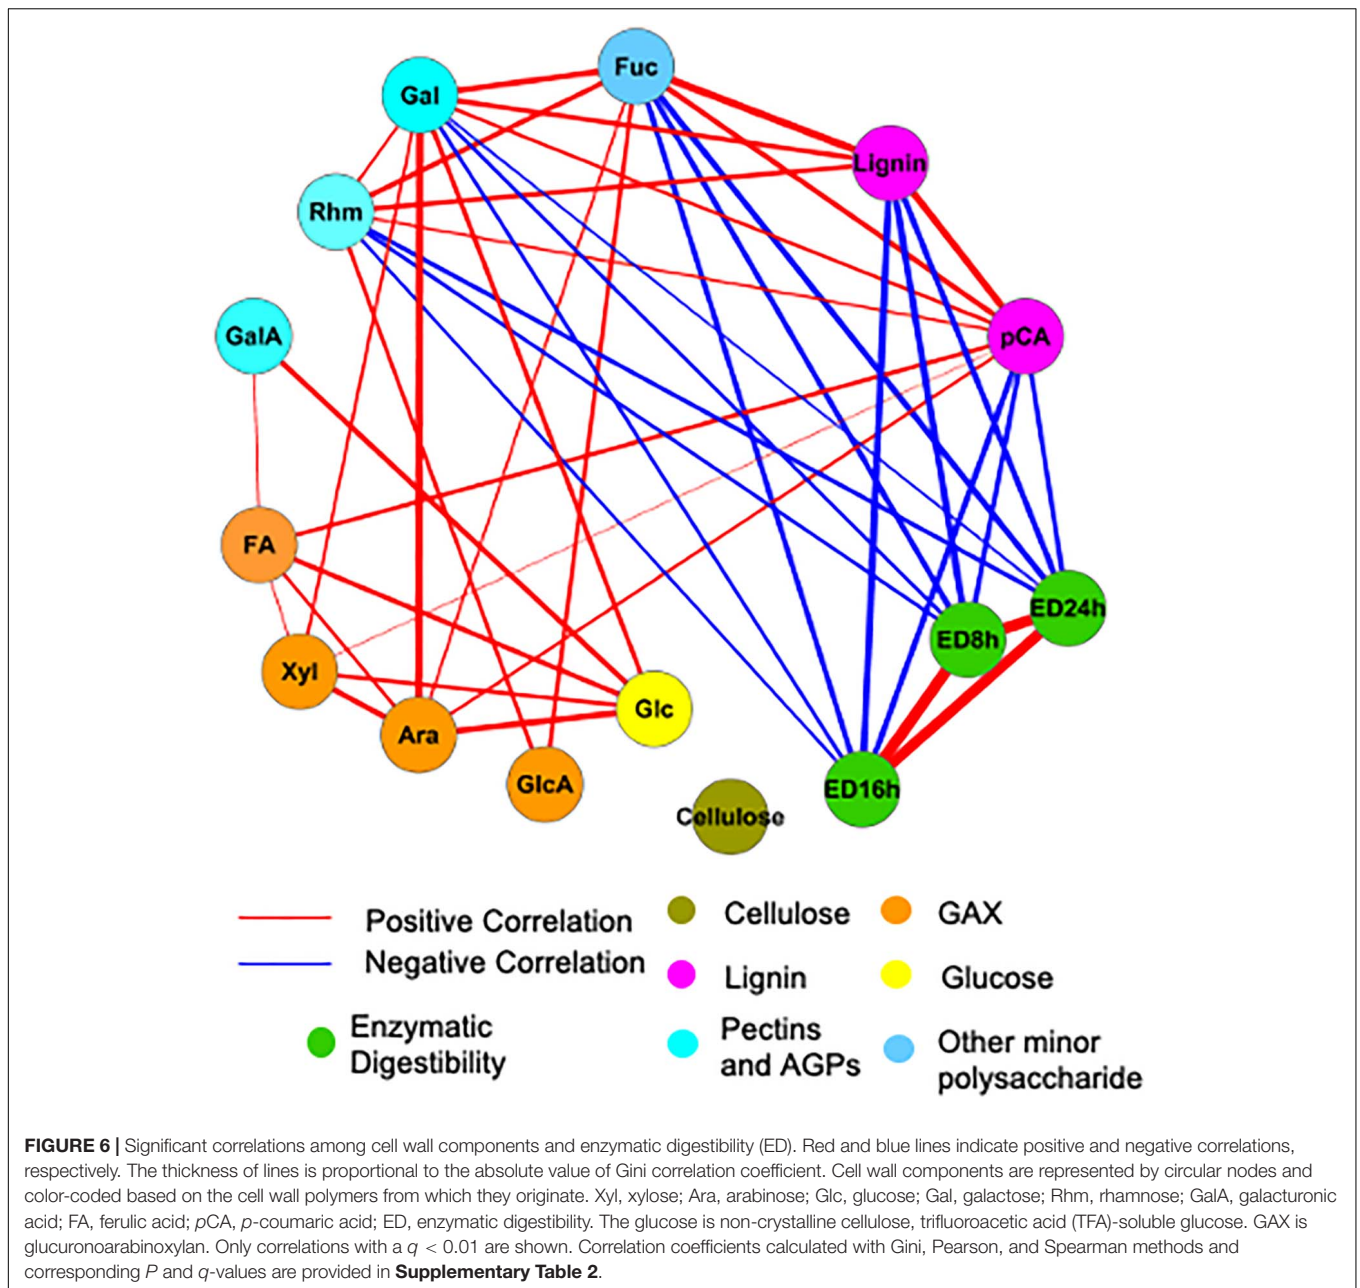 Fuc
Gal
Lignin
Rhm
GalA
pCA
FA
ED24h
ED8h
Xyl
Glc
Ara
GlcA
ED16h
Cellulose
Positive Correlation
Negative Correlation
Enzymatic
Digestibility
Cellulose
Lignin
Pectins
and AGPs
GAX
Glucose
Other minor
polysaccharide
FIGURE 6 | Significant correlations among cell wall components and enzymatic digestibility (ED). Red and blue lines indicate positive and negative correlations,
respectively. The thickness of lines is proportional to the absolute value of Gini correlation coefficient. Cell wall components are represented by circular nodes and
color-coded based on the cell wall polymers from which they originate. Xyl, xylose; Ara, arabinose; Glc, glucose; Gal, galactose; Rhm, rhamnose; GalA, galacturonic
acid; FA, ferulic acid; pCA, p-coumaric acid; ED, enzymatic digestibility. The glucose is non-crystalline cellulose, trifluoroacetic acid (TFA)-soluble glucose. GAX is
glucuronoarabinoxylan. Only correlations with a q < 0.01 are shown. Correlation coefficients calculated with Gini, Pearson, and Spearman methods and
corresponding P and q-values are provided in Supplementary Table 2.